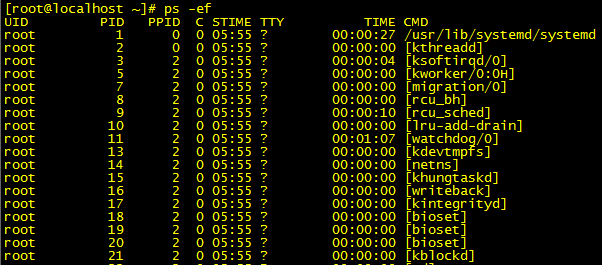 [root@localhost ~]# ps -ef
UID        PID  PPID  C STIME TTY          TIME CMD
root         1     0  0 05:55 ?        00:00:27 /usr/lib/systemd/systemd
root         2     0  0 05:55 ?        00:00:00 [kthreadd]
root         3     2  0 05:55 ?        00:00:04 [ksoftirqd/0]
root         5     2  0 05:55 ?        00:00:00 [kworker/0:0H]
root         7     2  0 05:55 ?        00:00:00 [migration/0]
root         8     2  0 05:55 ?        00:00:00 [rcu_bh]
root         9     2  0 05:55 ?        00:00:10 [rcu_sched]
root        10     2  0 05:55 ?        00:00:00 [lru-add-drain]
root        11     2  0 05:55 ?        00:01:07 [watchdog/0]
root        13     2  0 05:55 ?        00:00:00 [kdevtmpfs]
root        14     2  0 05:55 ?        00:00:00 [netns]
root        15     2  0 05:55 ?        00:00:00 [khungtaskd]
root        16     2  0 05:55 ?        00:00:00 [writeback]
root        17     2  0 05:55 ?        00:00:00 [kintegrityd]
root        18     2  0 05:55 ?        00:00:00 [bioset]
root        19     2  0 05:55 ?        00:00:00 [bioset]
root        20     2  0 05:55 ?        00:00:00 [bioset]
root        21     2  0 05:55 ?        00:00:00 [kblockd]